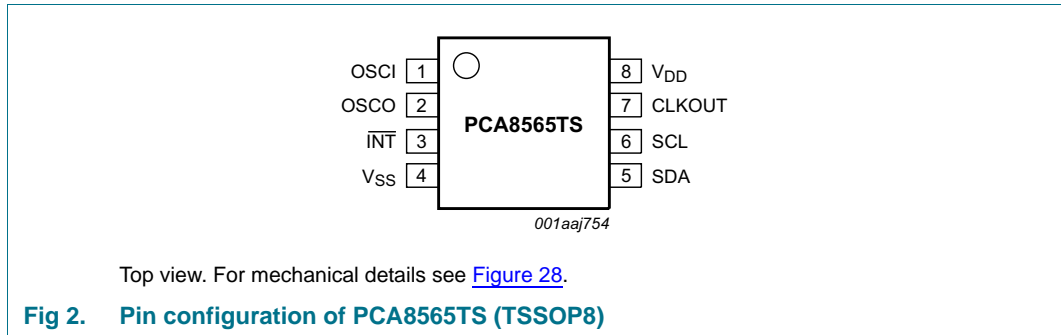 OSCI 1 8 VDD
OSCO 2 7 CLKOUT
PCA8565TS
INT 3 6 SCL
VSS 4 5 SDA
001aaj754
Top view. For mechanical details see Figure 28.
Fig 2. Pin configuration of PCA8565TS (TSSOP8)